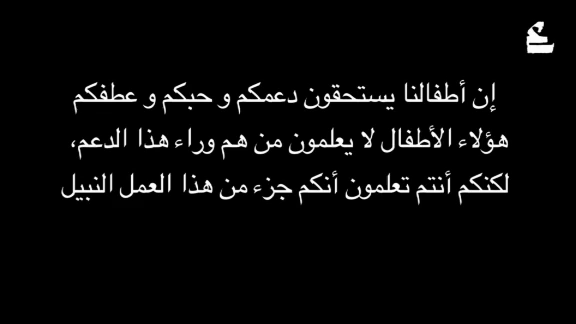 إن أطفالنا يستحقون دعمكم و حبكم و عطفكم
هؤلاء الأطفال لا يعلمون من هم وراء هذا الدعم،
لكنكم أنتم تعلمون أنكم جزء من هذا العمل النبيل